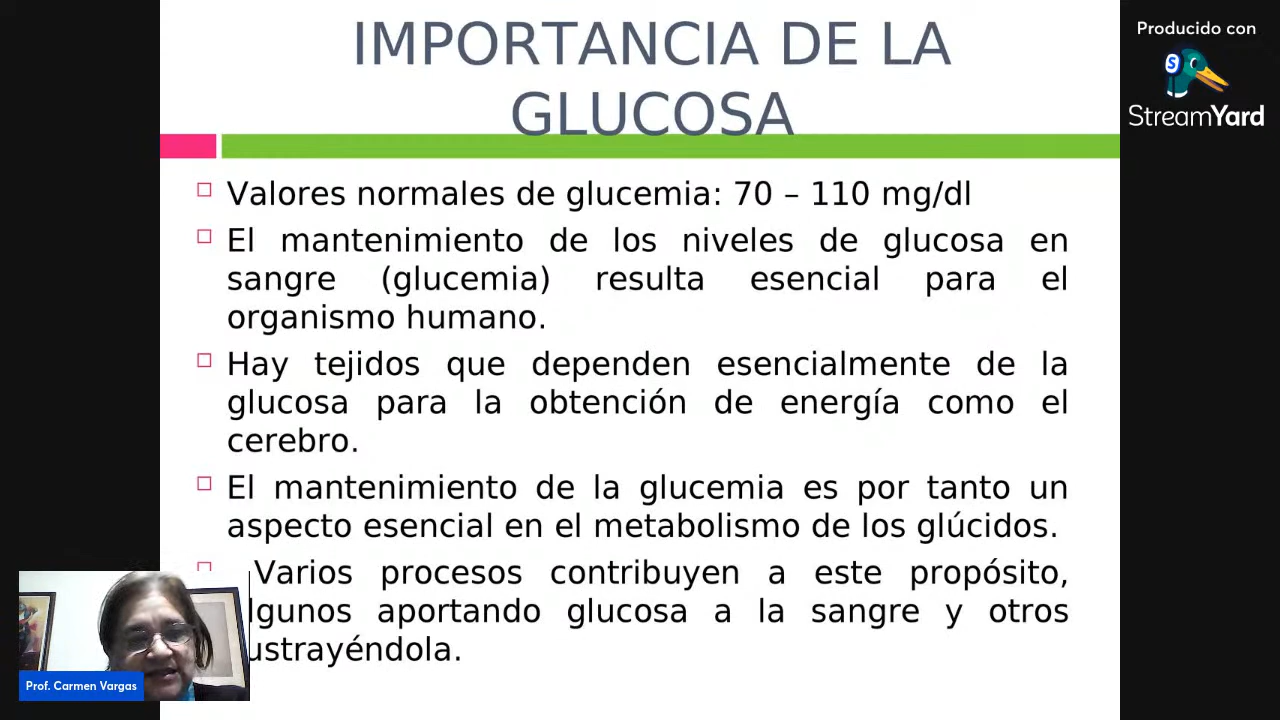 IMPORTANCIA DE LA
GLUCOSA
Valores normales de glucemia: 70 – 110 mg/dl
El mantenimiento de los niveles de glucosa en
sangre (glucemia) resulta esencial para el
organismo humano.
Hay tejidos que dependen esencialmente de la
glucosa para la obtención de energía como el
cerebro.
El mantenimiento de la glucemia es por tanto un
aspecto esencial en el metabolismo de los glúcidos.
Varios procesos contribuyen a este propósito,
lgunos aportando glucosa a la sangre y otros
ustrayéndola.
Prof. Carmen Vargas
Producido con
StreamYard